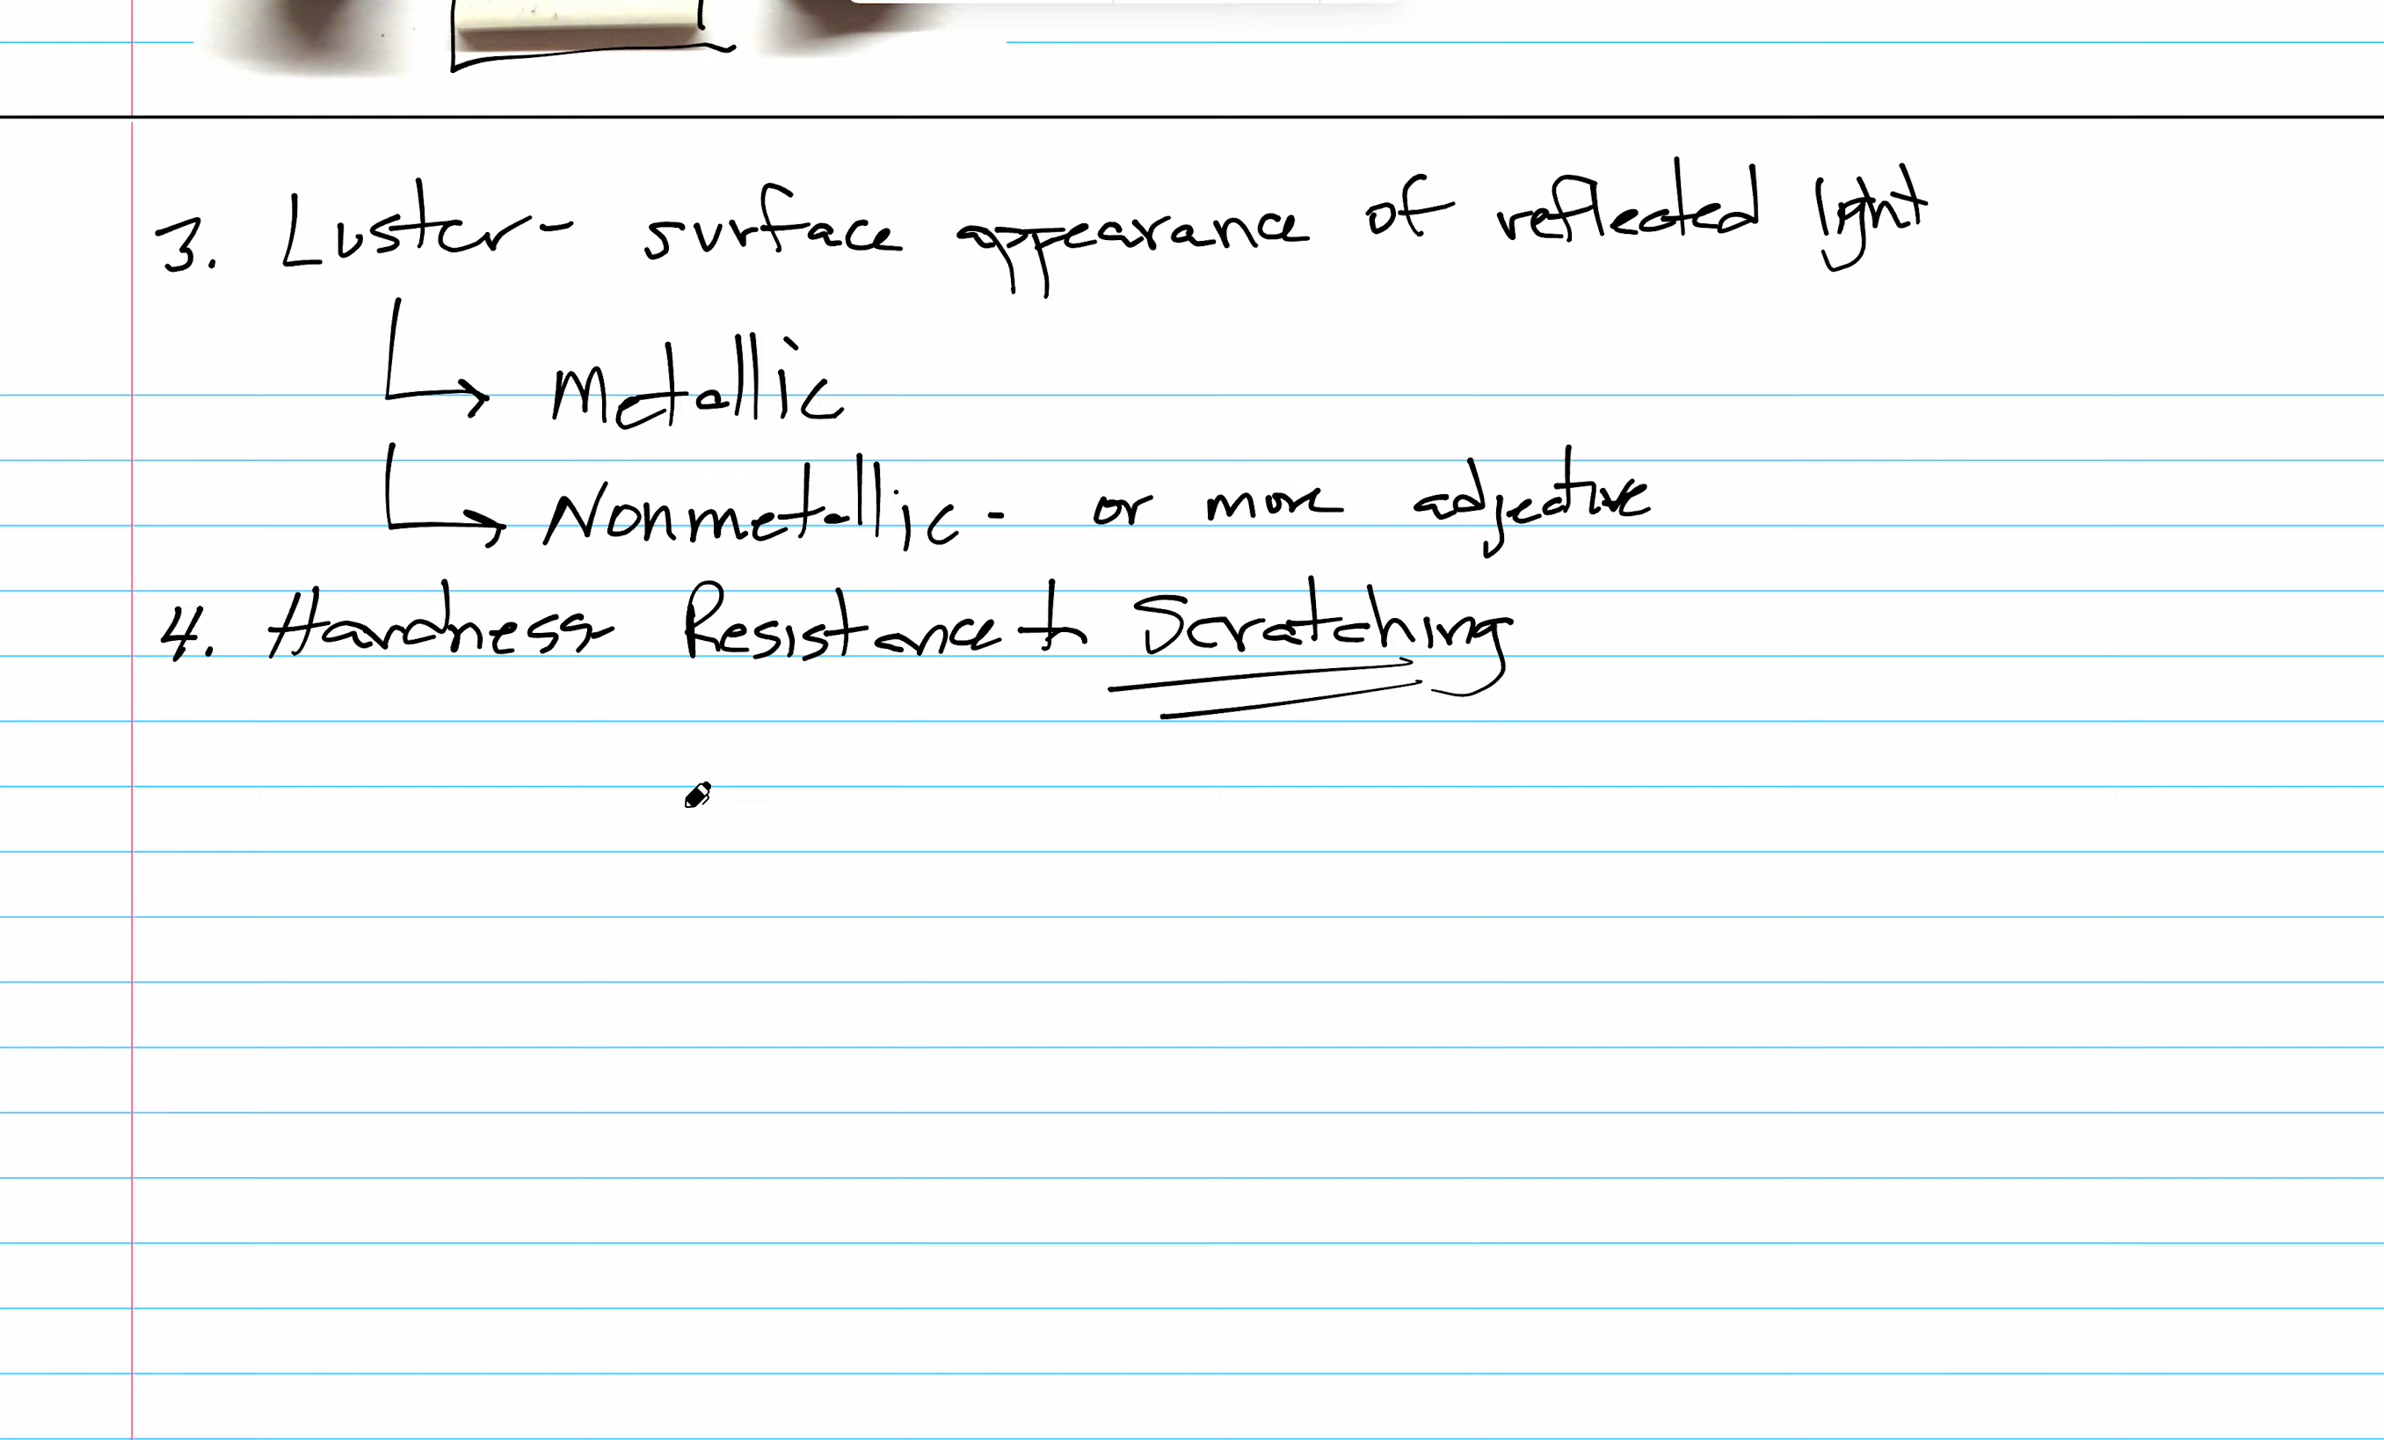 3. Luster- surface appearance of reflected light
Metallic
Nonmetallic - or more adjective
4. Hardness- Resistance to Scratching